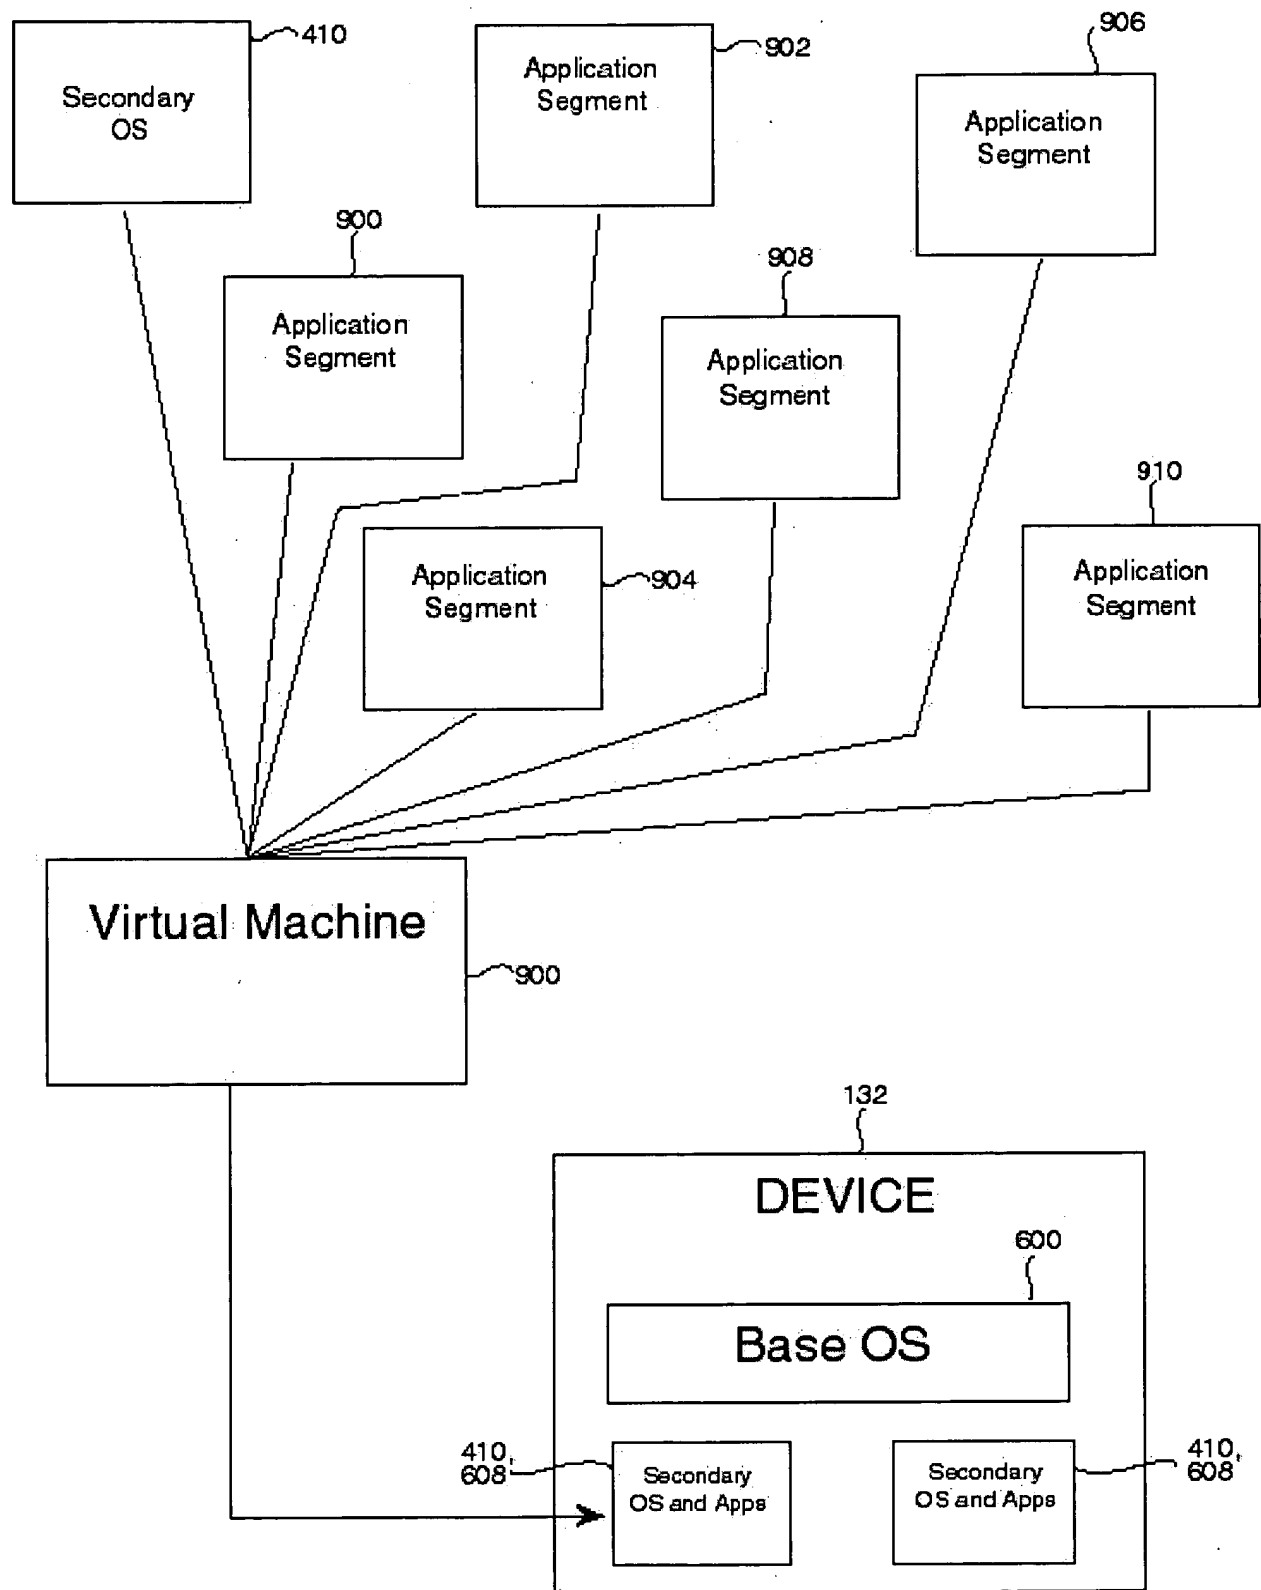 410
Secondary
OS
902
Application
Segment
906
Application
Segment
900
Application
Segment
908
Application
Segment
904
Application
Segment
910
Application
Segment
Virtual Machine
900
132
DEVICE
600
Base OS
410,
608
Secondary
OS and Apps
410,
608
Secondary
OS and Apps